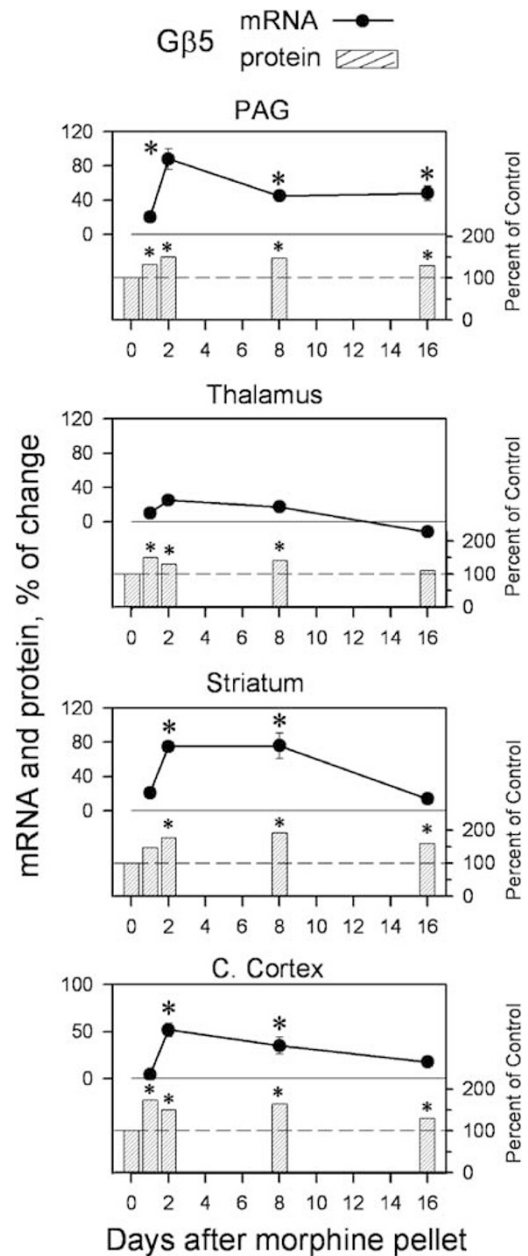 Gβ5 mRNA
protein
PAG
120
80
40
0
* * *
200
100
0
* * * *
0 2 4 6 8 10 12 14 16
Thalamus
120
80
40
0
200
100
0
* * *
0 2 4 6 8 10 12 14 16
Striatum
120
80
40
0
* *
200
100
0
* * *
0 2 4 6 8 10 12 14 16
C. Cortex
100
50
0
* *
200
100
0
* * * *
0 2 4 6 8 10 12 14 16
mRNA and protein, % of change
Percent of Control
Percent of Control
Percent of Control
Percent of Control
Days after morphine pellet